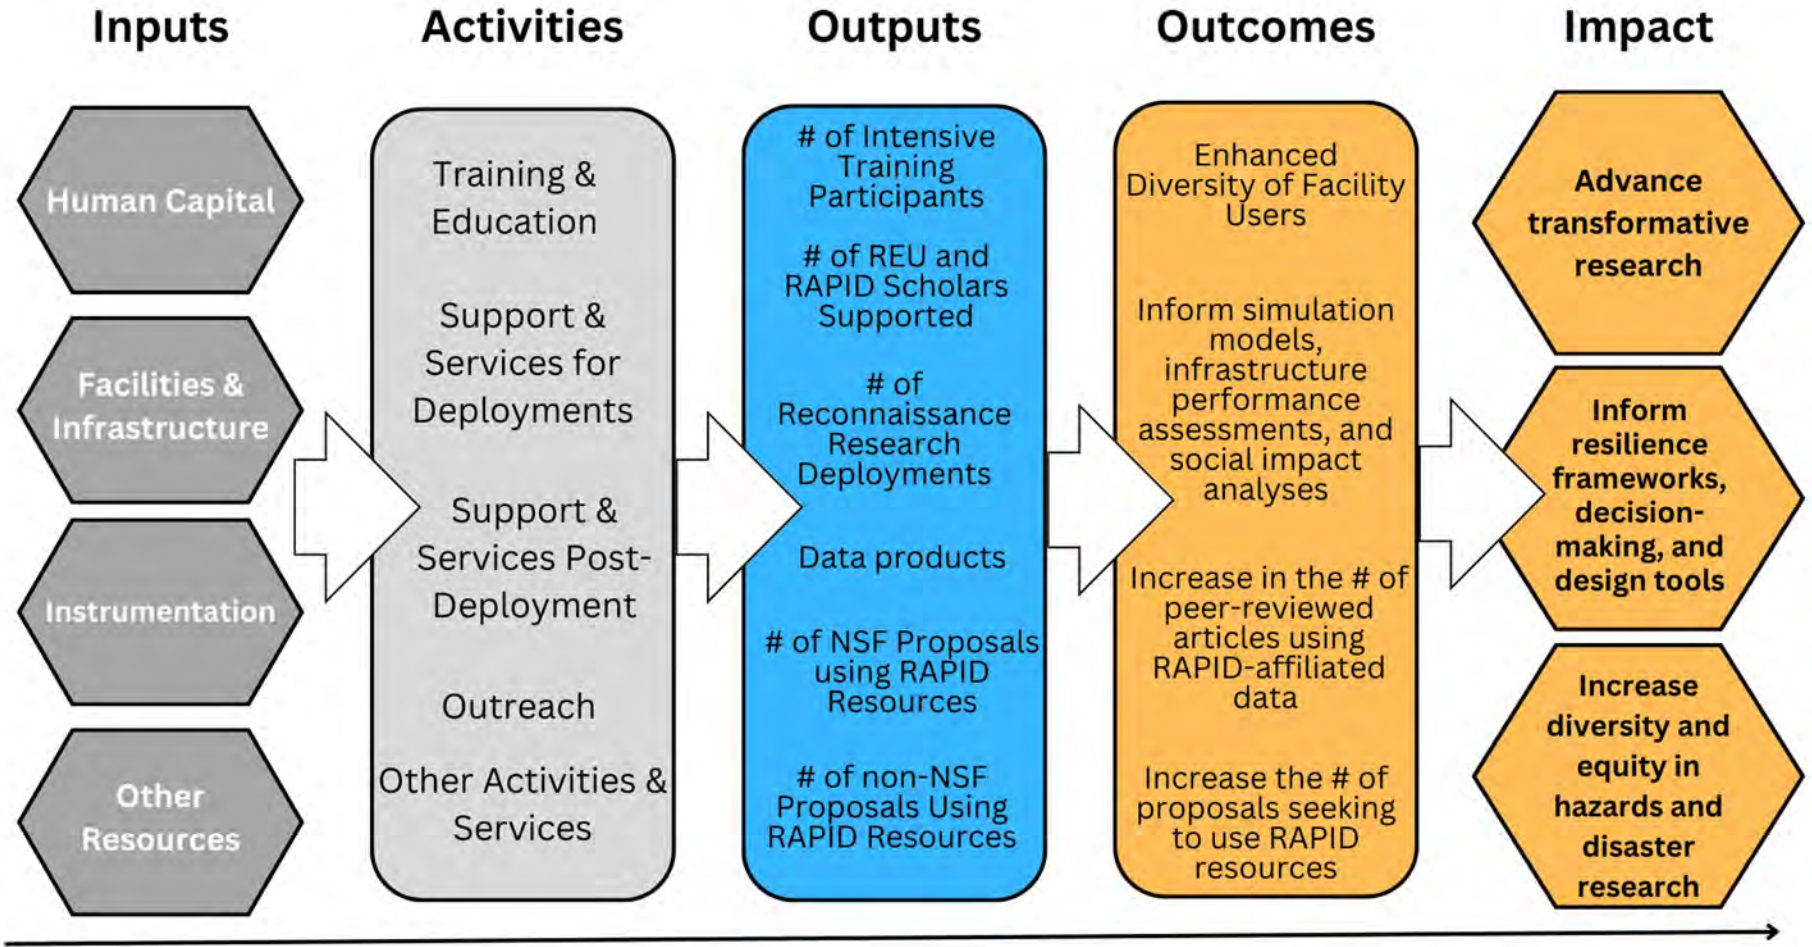 Inputs
Activities
Outputs
Outcomes
Impact
Human Capital
Facilities &
Infrastructure
Instrumentation
Other
Resources
Training &
Education
Support &
Services for
Deployments
Support &
Services Post-
Deployment
Outreach
Other Activities &
Services
# of Intensive
Training
Participants
# of REU and
RAPID Scholars
Supported
# of
Reconnaissance
Research
Deployments
Data products
# of NSF Proposals
using RAPID
Resources
# of non-NSF
Proposals Using
RAPID Resources
Enhanced
Diversity of Facility
Users
Inform simulation
models,
infrastructure
performance
assessments, and
social impact
analyses
Increase in the # of
peer-reviewed
articles using
RAPID-affiliated
data
Increase the # of
proposals seeking
to use RAPID
resources
Advance
transformative
research
Inform
resilience
frameworks,
decision-
making, and
design tools
Increase
diversity and
equity in
hazards and
disaster
research